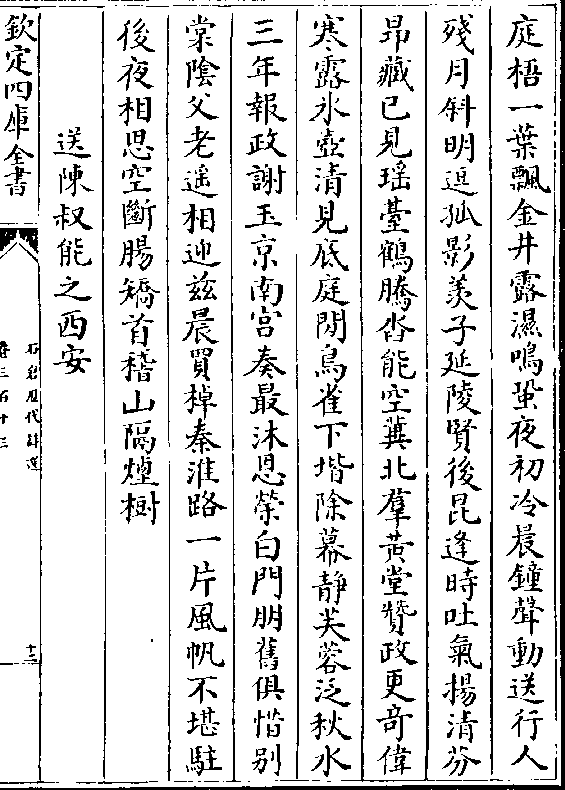 庭梧一葉飄金井露濕鳴蛩夜初冷晨鐘聲動送行人
殘月斜明逗孤影羨子延陵賢後昆逢時吐氣揚清芬
昻藏已見瑶臺鶴騰沓能空冀北羣黃堂贊政更奇偉
寒露氷壺清見底庭閒鳥雀下堦除幕静芙蓉泛秋水
三年報政謝玉京南宫奏最沐恩榮白門朋舊俱惜别
棠陰父老遥相迎兹晨買棹秦淮路一片風帆不堪駐
後夜相思空斷腸矯首稽山隔煙樹
送陳叔能之西安
欽定四庫全書
石倉歷代詩選
卷三百十三
十二